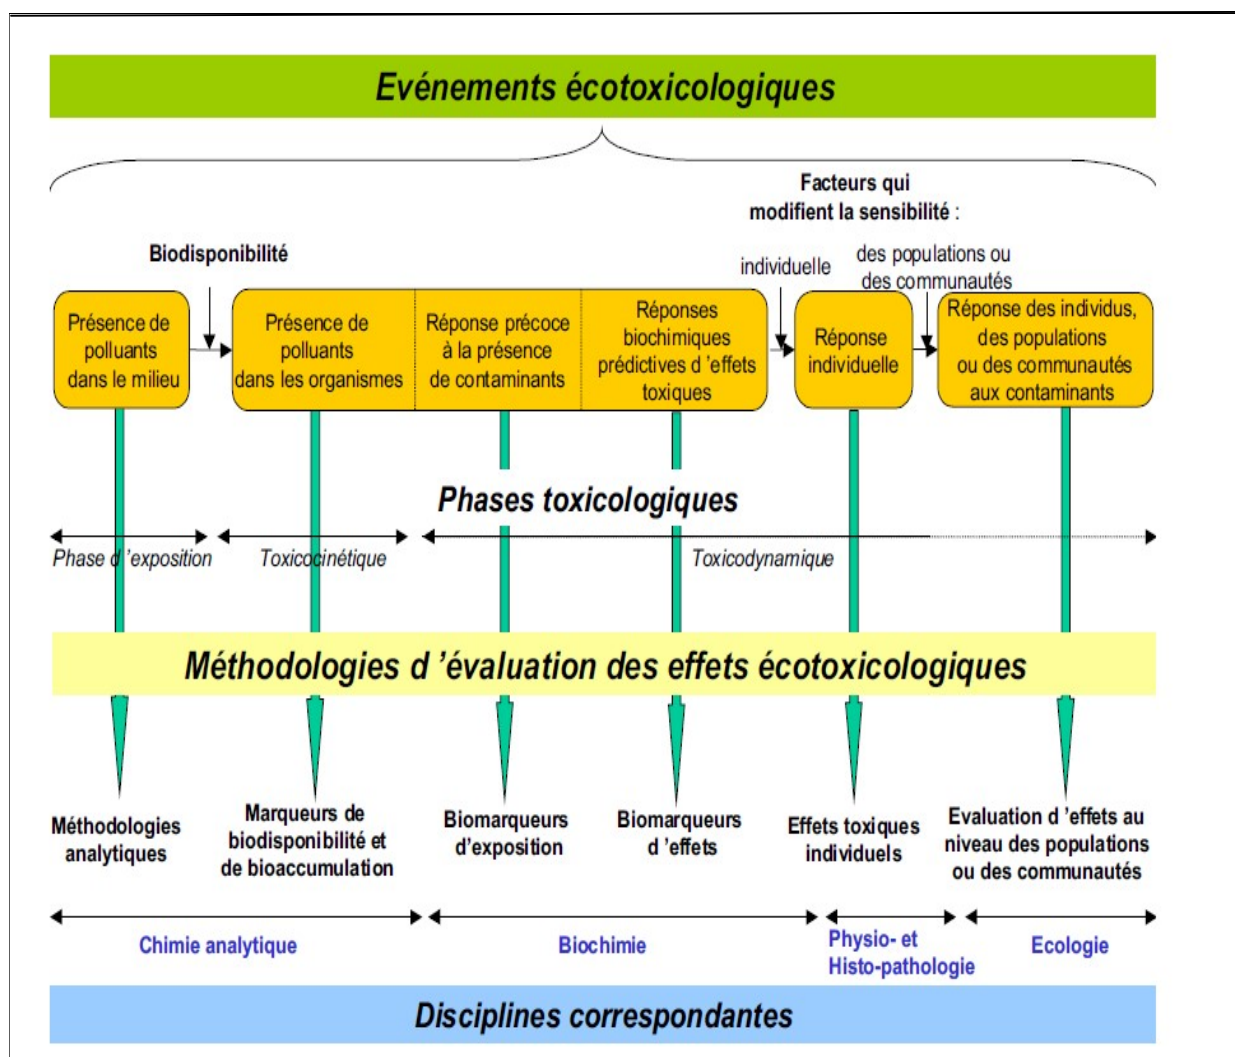 Evénements écotoxicologiques
Facteurs qui
modifient la sensibilité :
Biodisponibilité
individuelle
des populations ou
des communautés
Présence de
polluants
dans le milieu
Présence de
polluants
dans les organismes
Réponse précoce
à la présence
de contaminants
Réponses
biochimiques
prédictives d ’effets
toxiques
Réponse
individuelle
Réponse des individus,
des populations
ou des communautés
aux contaminants
Phases toxicologiques
Phase d ’exposition
Toxicocinétique
Toxicodynamique
Méthodologies d ’évaluation des effets écotoxicologiques
Méthodologies
analytiques
Marqueurs de
biodisponibilité et
de bioaccumulation
Biomarqueurs
d’exposition
Biomarqueurs
d ’effets
Effets toxiques
individuels
Evaluation d ’effets au
niveau des populations
ou des communautés
Chimie analytique
Biochimie
Physio- et
Histo-pathologie
Ecologie
Disciplines correspondantes